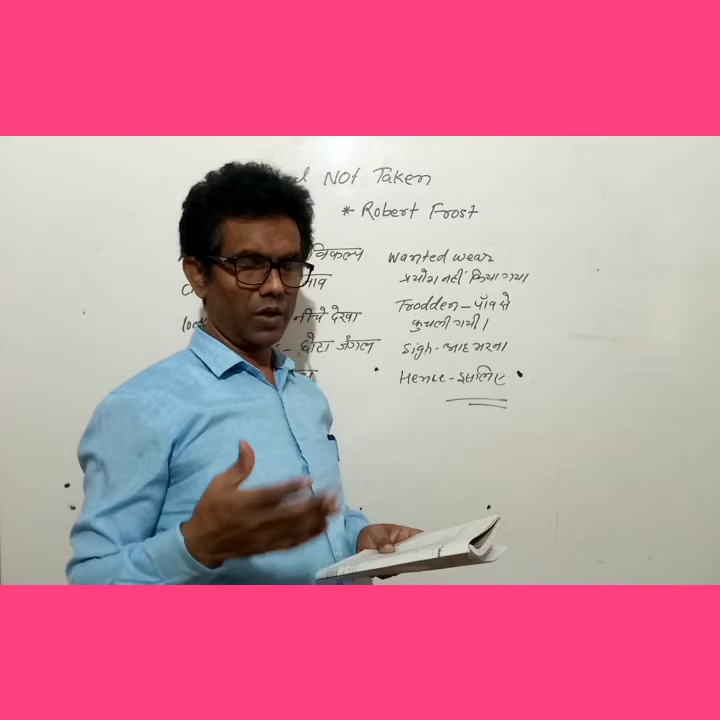 Not Taken
* Robert Frost
विकल्प
Wanted wear
प्रयोग नहीं किया गया
नीचे देखा
Trodden – पाँव से
कुचली गयी।
- छोटा जंगल
Sigh - आह भरना
Hence - इसलिए